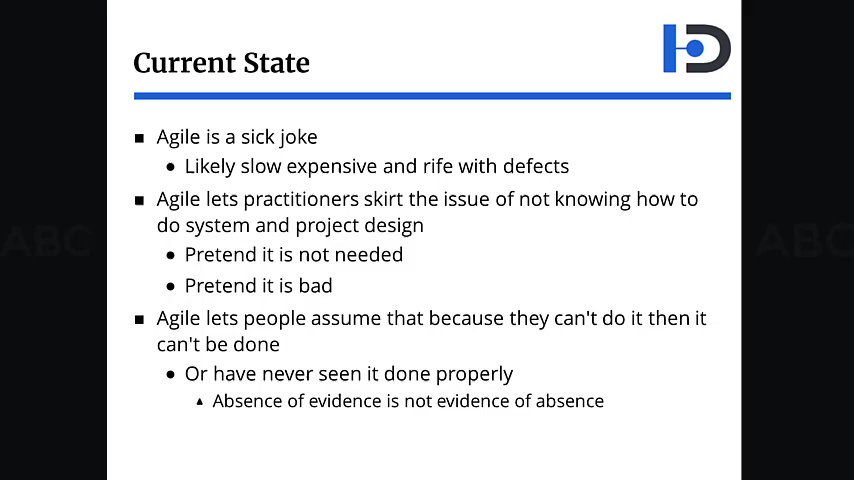 Current State
Agile is a sick joke
Likely slow expensive and rife with defects
Agile lets practitioners skirt the issue of not knowing how to
do system and project design
Pretend it is not needed
Pretend it is bad
Agile lets people assume that because they can't do it then it
can't be done
Or have never seen it done properly
Absence of evidence is not evidence of absence
ABC
ABC